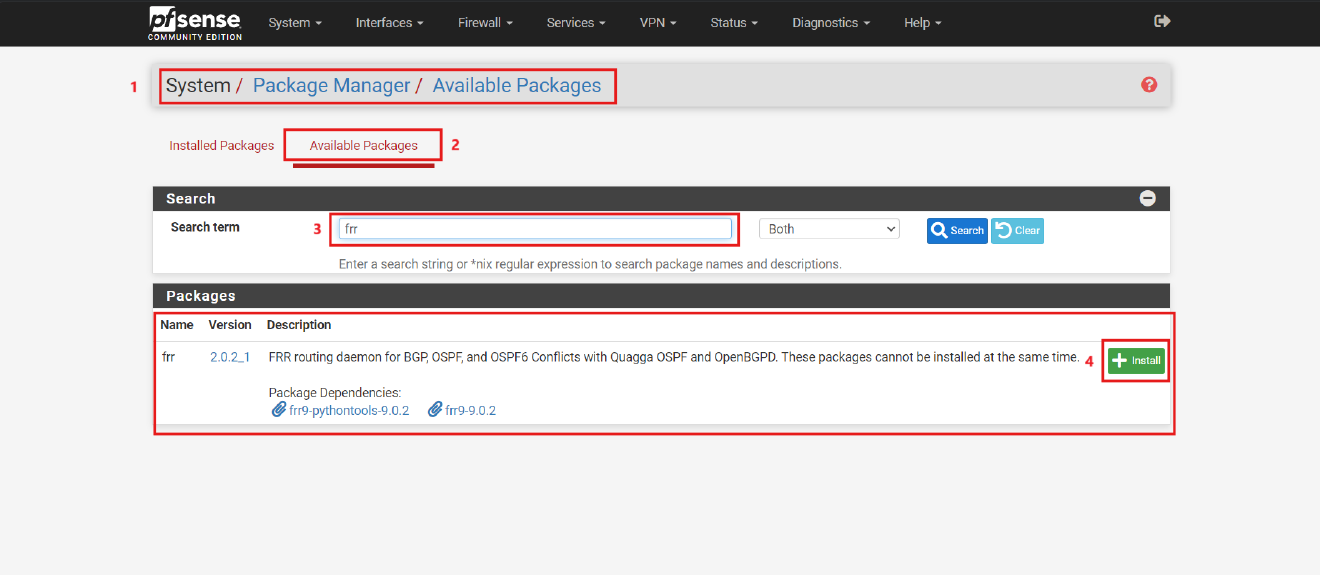 pfsense
COMMUNITY EDITION
System Interfaces Firewall Services VPN Status Diagnostics Help
1 System / Package Manager / Available Packages ?
Installed Packages Available Packages 2
Search
Search term 3 frr Both Search Clear
Enter a search string or *nix regular expression to search package names and descriptions.
Packages
Name Version Description
frr 2.0.2_1 FRR routing daemon for BGP, OSPF, and OSPF6 Conflicts with Quagga OSPF and OpenBGPD. These packages cannot be installed at the same time. 4 Install
Package Dependencies:
frr9-pythontools-9.0.2 frr9-9.0.2